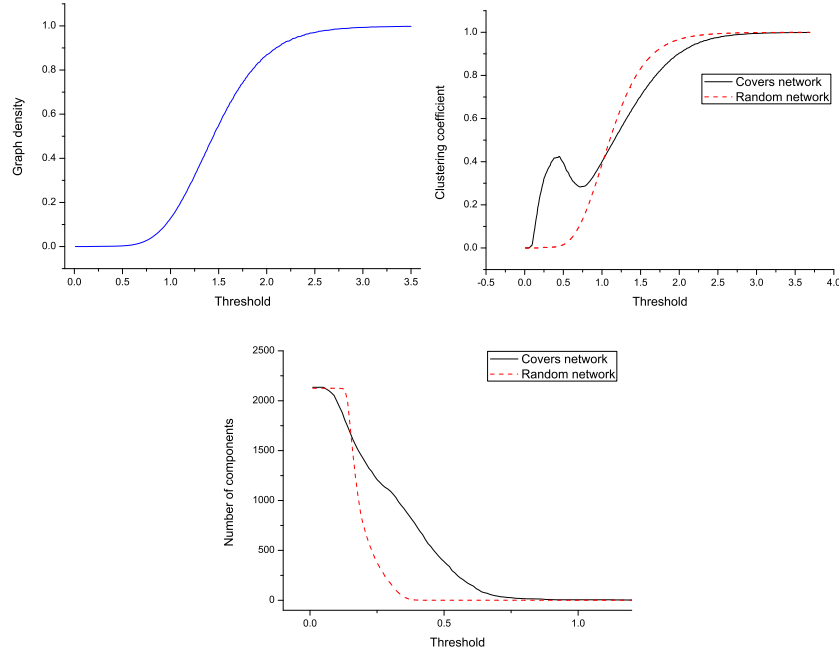 Graph density
1.0
0.8
0.6
0.4
0.2
0.0
0.0 0.5 1.0 1.5 2.0 2.5 3.0 3.5
Threshold
Clustering coefficient
1.0
0.8
0.6
0.4
0.2
0.0
Covers network
Random network
-0.5 0.0 0.5 1.0 1.5 2.0 2.5 3.0 3.5 4.0
Threshold
Number of components
2500
2000
1500
1000
500
0
Covers network
Random network
0.0 0.5 1.0
Threshold